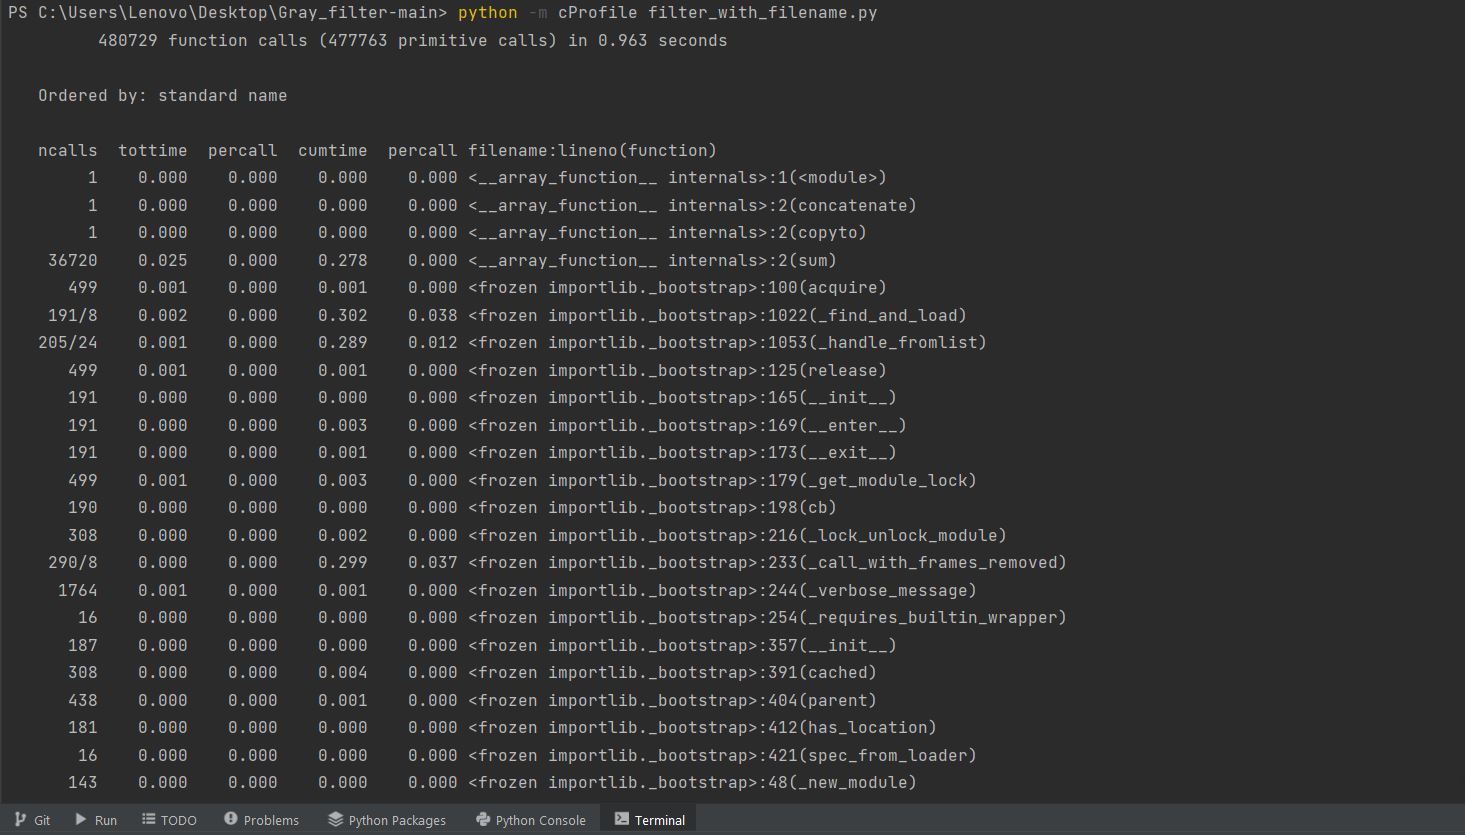 PS C:\Users\Lenovo\Desktop\Gray_filter-main> python -m cProfile filter_with_filename.py
480729 function calls (477763 primitive calls) in 0.963 seconds
Ordered by: standard name
ncalls tottime percall cumtime percall filename:lineno(function)
1 0.000 0.000 0.000 0.000 <__array_function__ internals>:1(<module>)
1 0.000 0.000 0.000 0.000 <__array_function__ internals>:2(concatenate)
1 0.000 0.000 0.000 0.000 <__array_function__ internals>:2(copyto)
36720 0.025 0.000 0.278 0.000 <__array_function__ internals>:2(sum)
499 0.001 0.000 0.001 0.000 <frozen importlib._bootstrap>:100(acquire)
191/8 0.002 0.000 0.302 0.038 <frozen importlib._bootstrap>:1022(_find_and_load)
205/24 0.001 0.000 0.289 0.012 <frozen importlib._bootstrap>:1053(_handle_fromlist)
499 0.001 0.000 0.001 0.000 <frozen importlib._bootstrap>:125(release)
191 0.000 0.000 0.000 0.000 <frozen importlib._bootstrap>:165(__init__)
191 0.000 0.000 0.003 0.000 <frozen importlib._bootstrap>:169(__enter__)
191 0.000 0.000 0.001 0.000 <frozen importlib._bootstrap>:173(__exit__)
499 0.001 0.000 0.003 0.000 <frozen importlib._bootstrap>:179(_get_module_lock)
190 0.000 0.000 0.000 0.000 <frozen importlib._bootstrap>:198(cb)
308 0.000 0.000 0.002 0.000 <frozen importlib._bootstrap>:216(_lock_unlock_module)
290/8 0.000 0.000 0.299 0.037 <frozen importlib._bootstrap>:233(_call_with_frames_removed)
1764 0.001 0.000 0.001 0.000 <frozen importlib._bootstrap>:244(_verbose_message)
16 0.000 0.000 0.000 0.000 <frozen importlib._bootstrap>:254(_requires_builtin_wrapper)
187 0.000 0.000 0.000 0.000 <frozen importlib._bootstrap>:357(__init__)
308 0.000 0.000 0.004 0.000 <frozen importlib._bootstrap>:391(cached)
438 0.000 0.000 0.001 0.000 <frozen importlib._bootstrap>:404(parent)
181 0.000 0.000 0.000 0.000 <frozen importlib._bootstrap>:412(has_location)
16 0.000 0.000 0.000 0.000 <frozen importlib._bootstrap>:421(spec_from_loader)
143 0.000 0.000 0.000 0.000 <frozen importlib._bootstrap>:48(_new_module)
Git Run TODO Problems Python Packages Python Console Terminal